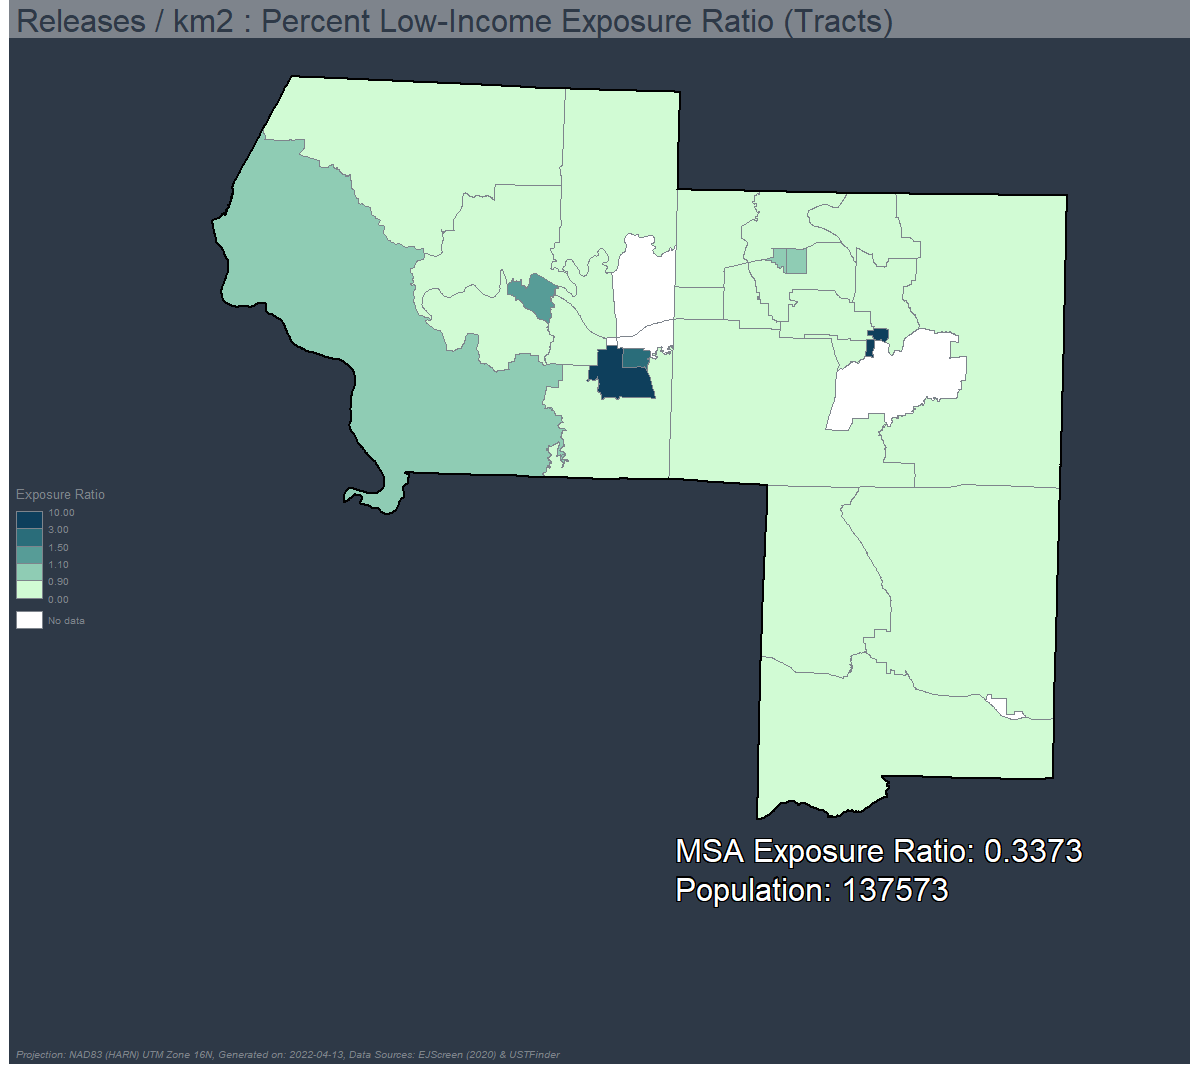 Releases / km2 : Percent Low-Income Exposure Ratio (Tracts)
Exposure Ratio
10.00
3.00
1.50
1.10
0.90
0.00
No data
MSA Exposure Ratio: 0.3373
Population: 137573
Projection: NAD83 (HARN) UTM Zone 16N, Generated on: 2022-04-13, Data Sources: EJScreen (2020) & USTFinder